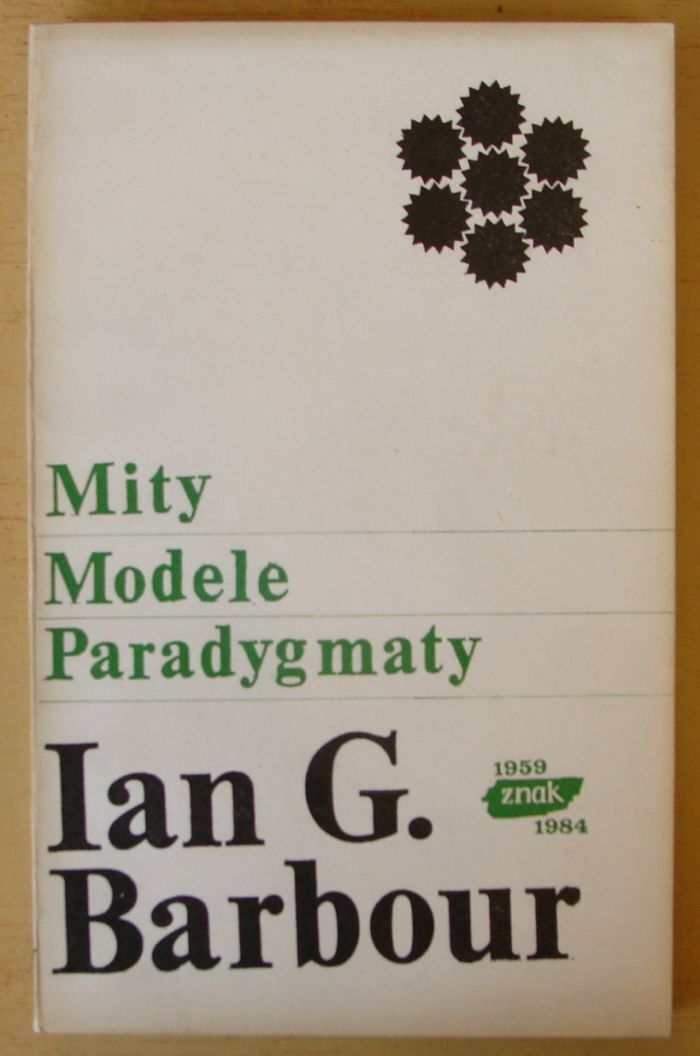 Mity
Modele
Paradygmaty
Ian G.
Barbour
1959
znak
1984